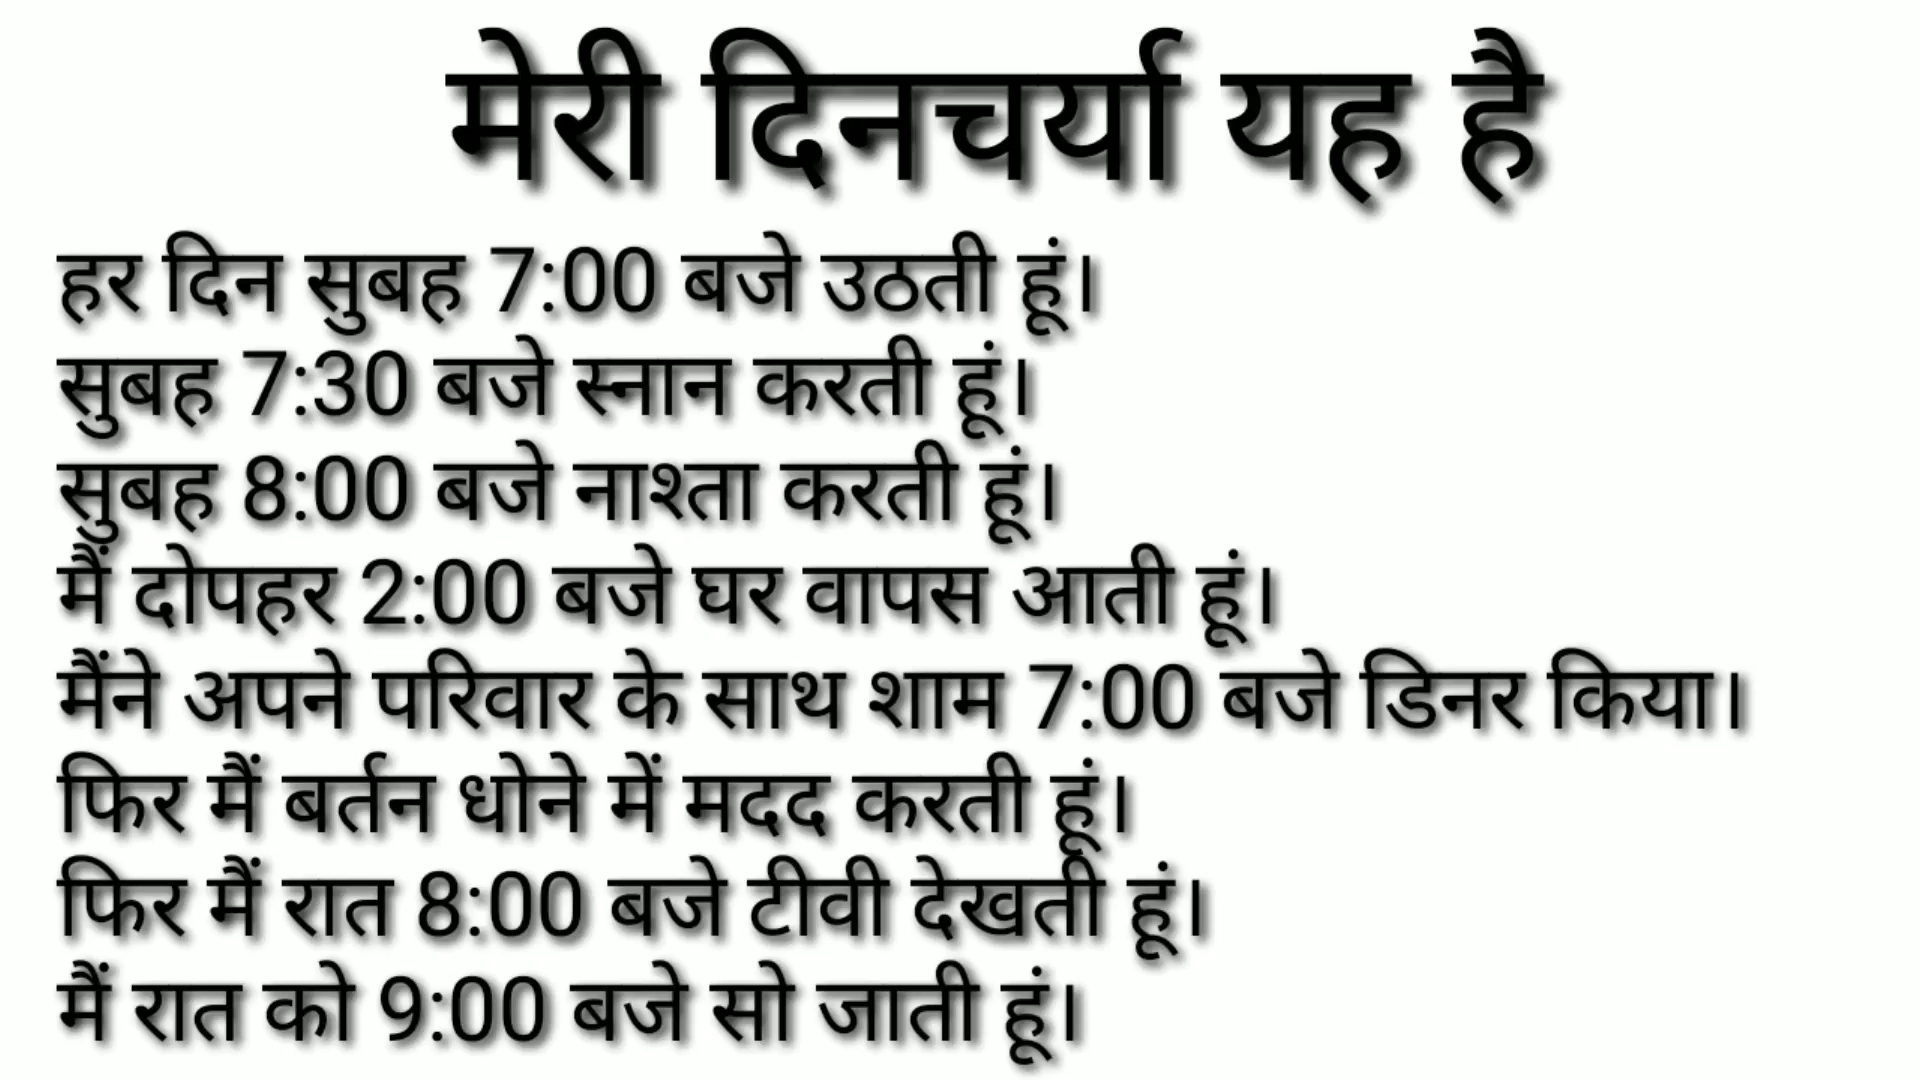 मेरी दिनचर्या यह है
हर दिन सुबह 7:00 बजे उठती हूं।
सुबह 7:30 बजे स्नान करती हूं।
सुबह 8:00 बजे नाश्ता करती हूं।
मैं दोपहर 2:00 बजे घर वापस आती हूं।
मैंने अपने परिवार के साथ शाम 7:00 बजे डिनर किया।
फिर मैं बर्तन धोने में मदद करती हूं।
फिर मैं रात 8:00 बजे टीवी देखती हूं।
मैं रात को 9:00 बजे सो जाती हूं।